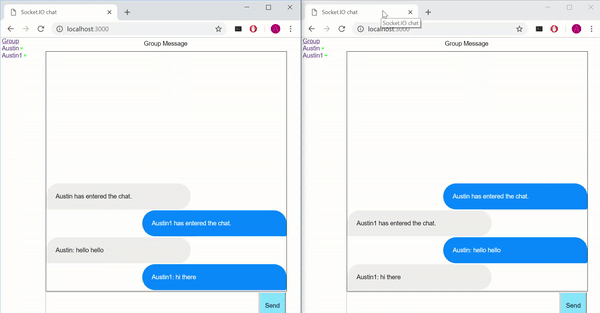 Socket.IO chat
localhost:3000
Group
Austin
Austin1
Group Message
Austin has entered the chat.
Austin1 has entered the chat.
Austin: hello hello
Austin1: hi there
Send
Socket.IO chat
Socket.IO chat
localhost:3000
Group
Austin
Austin1
Group Message
Austin has entered the chat.
Austin1 has entered the chat.
Austin: hello hello
Austin1: hi there
Send